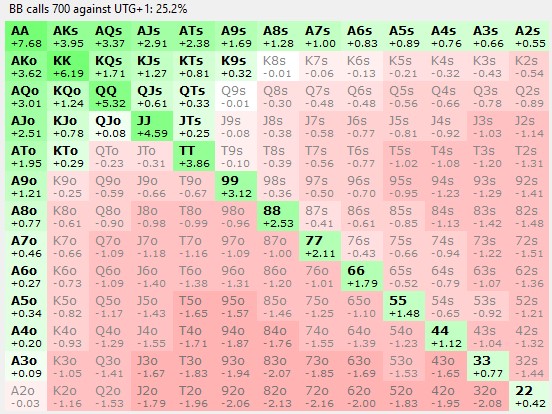 BB calls 700 against UTG+1: 25.2%
AA AKs AQs AJs ATs A9s A8s A7s A6s A5s A4s A3s A2s
+7.68 +3.95 +3.37 +2.91 +2.38 +1.69 +1.28 +1.00 +0.83 +0.89 +0.76 +0.66 +0.55
AKo KK KQs KJs KTs K9s K8s K7s K6s K5s K4s K3s K2s
+3.62 +6.19 +1.71 +1.27 +0.81 +0.32 -0.01 -0.06 -0.13 -0.21 -0.32 -0.43 -0.54
AQo KQo QQ QJs QTs Q9s Q8s Q7s Q6s Q5s Q4s Q3s Q2s
+3.01 +1.24 +5.32 +0.61 +0.33 -0.01 -0.30 -0.48 -0.48 -0.56 -0.66 -0.78 -0.89
AJo KJo QJo JJ JTs J9s J8s J7s J6s J5s J4s J3s J2s
+2.51 +0.78 +0.08 +4.59 +0.25 -0.08 -0.38 -0.58 -0.77 -0.81 -0.92 -1.03 -1.14
ATo KTo QTo JTo TT T9s T8s T7s T6s T5s T4s T3s T2s
+1.95 +0.29 -0.23 -0.31 +3.86 -0.10 -0.39 -0.56 -0.77 -1.02 -1.08 -1.20 -1.31
A9o K9o Q9o J9o T9o 99 98s 97s 96s 95s 94s 93s 92s
+1.21 -0.25 -0.59 -0.66 -0.67 +3.12 -0.36 -0.50 -0.70 -0.95 -1.23 -1.29 -1.41
A8o K8o Q8o J8o T8o 98o 88 87s 86s 85s 84s 83s 82s
+0.77 -0.61 -0.90 -0.98 -0.99 -0.96 +2.53 -0.41 -0.61 -0.85 -1.13 -1.42 -1.48
A7o K7o Q7o J7o T7o 97o 87o 77 76s 75s 74s 73s 72s
+0.46 -0.66 -1.09 -1.18 -1.16 -1.09 -1.00 +2.11 -0.43 -0.66 -0.94 -1.22 -1.51
A6o K6o Q6o J6o T6o 96o 86o 76o 66 65s 64s 63s 62s
+0.27 -0.73 -1.09 -1.40 -1.38 -1.31 -1.20 -1.01 +1.79 -0.52 -0.79 -1.07 -1.36
A5o K5o Q5o J5o T5o 95o 85o 75o 65o 55 54s 53s 52s
+0.34 -0.82 -1.17 -1.43 -1.65 -1.57 -1.46 -1.25 -1.10 +1.48 -0.65 -0.92 -1.21
A4o K4o Q4o J4o T4o 94o 84o 74o 64o 54o 44 43s 42s
+0.20 -0.93 -1.29 -1.55 -1.71 -1.87 -1.76 -1.55 -1.39 -1.23 +1.12 -1.04 -1.32
A3o K3o Q3o J3o T3o 93o 83o 73o 63o 53o 43o 33 32s
+0.09 -1.05 -1.41 -1.67 -1.83 -1.94 -2.07 -1.85 -1.69 -1.53 -1.65 +0.77 -1.44
A2o K2o Q2o J2o T2o 92o 82o 72o 62o 52o 42o 32o 22
-0.03 -1.16 -1.53 -1.79 -1.96 -2.06 -2.13 -2.16 -2.00 -1.83 -1.95 -2.08 +0.42